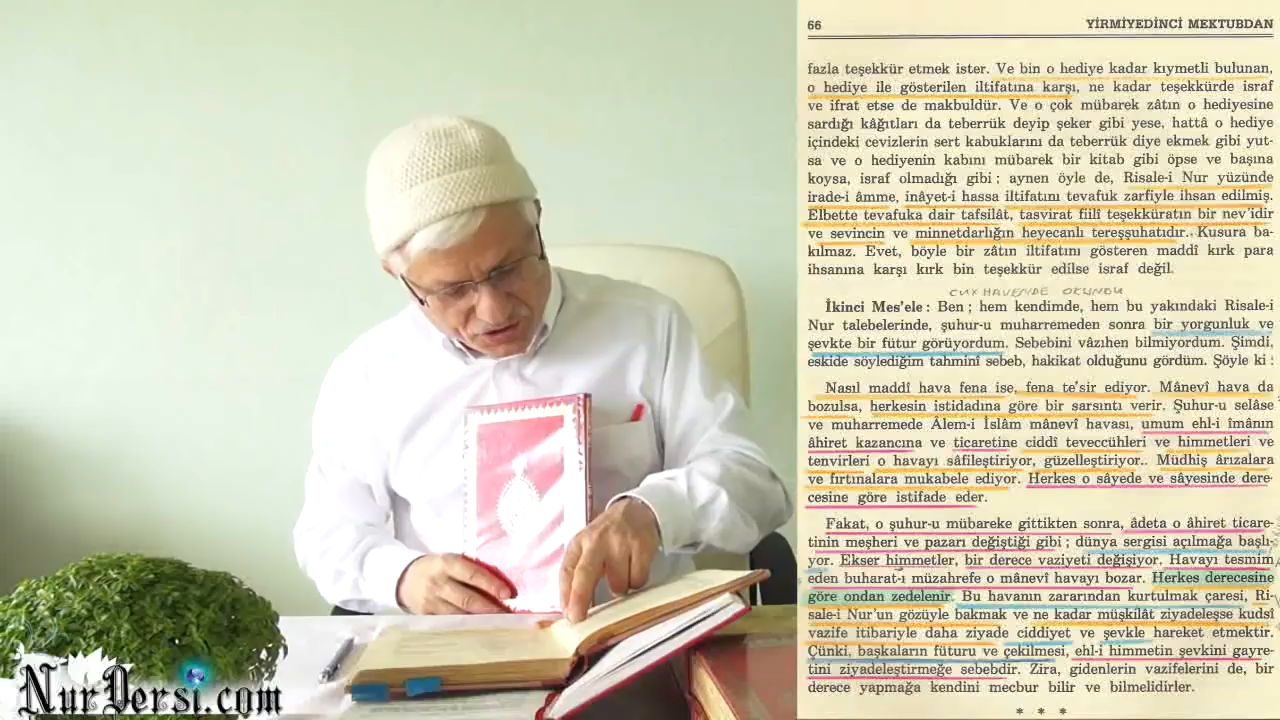 66 YİRMİYEDİNCİ MEKTUBDAN
fazla teşekkür etmek ister. Ve bin o hediye kadar kıymetli bulunan,
o hediye ile gösterilen iltifatına karşı, ne kadar teşekkürde israf
ve ifrat etse de makbuldür. Ve o çok mübarek zâtın o hediyesine
sardığı kâğıtları da teberrük deyip şeker gibi yese, hattâ o hediye
içindeki cevizlerin sert kabuklarını da teberrük diye ekmek gibi yut-
sa ve o hediyenin kabını mübarek bir kitab gibi öpse ve başına
koysa, israf olmadığı gibi; aynen öyle de, Risale-i Nur yüzünde
irade-i âmme, inâyet-i hassa iltifatını tevafuk zarfiyle ihsan edilmiş.
Elbette tevafuka dair tafsilât, tasvirat fiilî teşekküratın bir nev'idir
ve sevincin ve minnetdarlığın heyecanlı tereşşuhatıdır.. Kusura ba-
kılmaz. Evet, böyle bir zâtın iltifatını gösteren maddî kırk para
ihsanına karşı kırk bin teşekkür edilse israf değil.
OKUNDU
İkinci Mes'ele: Ben; hem kendimde, hem bu yakındaki Risale-i
Nur talebelerinde, şuhur-u muharremeden sonra bir yorgunluk ve
şevkte bir fütur görüyordum. Sebebini vâzıhen bilmiyordum. Şimdi,
eskide söylediğim tahminî sebeb, hakikat olduğunu gördüm. Şöyle ki:
Nasıl maddî hava fena ise, fena te'sir ediyor. Mânevî hava da
bozulsa, herkesin istidadına göre bir sarsıntı verir. Şuhur-u selâse
ve muharremede Âlem-i İslâm mânevî havası, umum ehl-i îmânın
âhiret kazancına ve ticaretine ciddî teveccühleri ve himmetleri ve
tenvirleri o havayı sâfileştiriyor, güzelleştiriyor.. Müdhiş ârızalara
ve fırtınalara mukabele ediyor. Herkes o sâyede ve sâyesinde dere-
cesine göre istifade eder.
Fakat, o şuhur-u mübareke gittikten sonra, âdeta o âhiret ticare-
tinin meşheri ve pazarı değiştiği gibi; dünya sergisi açılmağa başlı-
yor. Ekser himmetler, bir derece vaziyeti değişiyor. Havayı tesmim
eden buharat-ı müzahrefe o mânevî havayı bozar. Herkes derecesine
göre ondan zedelenir. Bu havanın zararından kurtulmak çaresi, Ri-
sale-i Nur'un gözüyle bakmak ve ne kadar müşkilât ziyadeleşse kudsî
vazife itibariyle daha ziyade ciddiyet ve şevkle hareket etmektir.
Çünki, başkaların füturu ve çekilmesi, ehl-i himmetin şevkini gayre-
tini ziyadeleştirmeğe sebebdir. Zira, gidenlerin vazifelerini de, bir
derece yapmağa kendini mecbur bilir ve bilmelidirler.
* * *
NurDersi.com